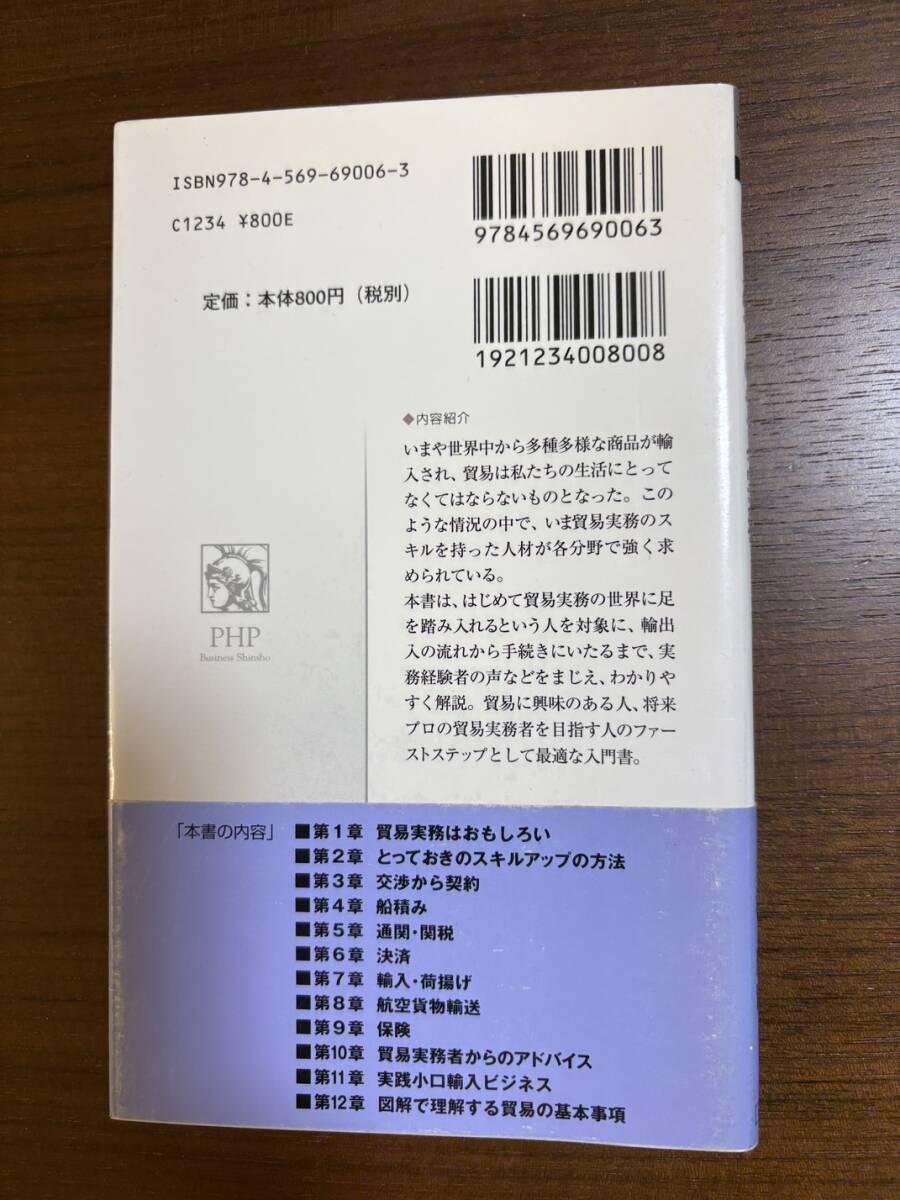 ISBN978-4-569-69006-3
C1234 ¥800E
9784569690063
定価：本体800円（税別）
1921234008008
◆内容紹介
いまや世界中から多種多様な商品が輸
入され、貿易は私たちの生活にとって
なくてはならないものとなった。この
ような情況の中で、いま貿易実務のス
キルを持った人材が各分野で強く求
められている。
本書は、はじめて貿易実務の世界に足
を踏み入れるという人を対象に、輸出
入の流れから手続きにいたるまで、実
務経験者の声などをまじえ、わかりや
すく解説。貿易に興味のある人、将来
プロの貿易実務者を目指す人のファー
ストステップとして最適な入門書。
PHP
Business Shinsho
「本書の内容」 ■第1章 貿易実務はおもしろい
■第2章 とっておきのスキルアップの方法
■第3章 交渉から契約
■第4章 船積み
■第5章 通関・関税
■第6章 決済
■第7章 輸入・荷揚げ
■第8章 航空貨物輸送
■第9章 保険
■第10章 貿易実務者からのアドバイス
■第11章 実践小口輸入ビジネス
■第12章 図解で理解する貿易の基本事項